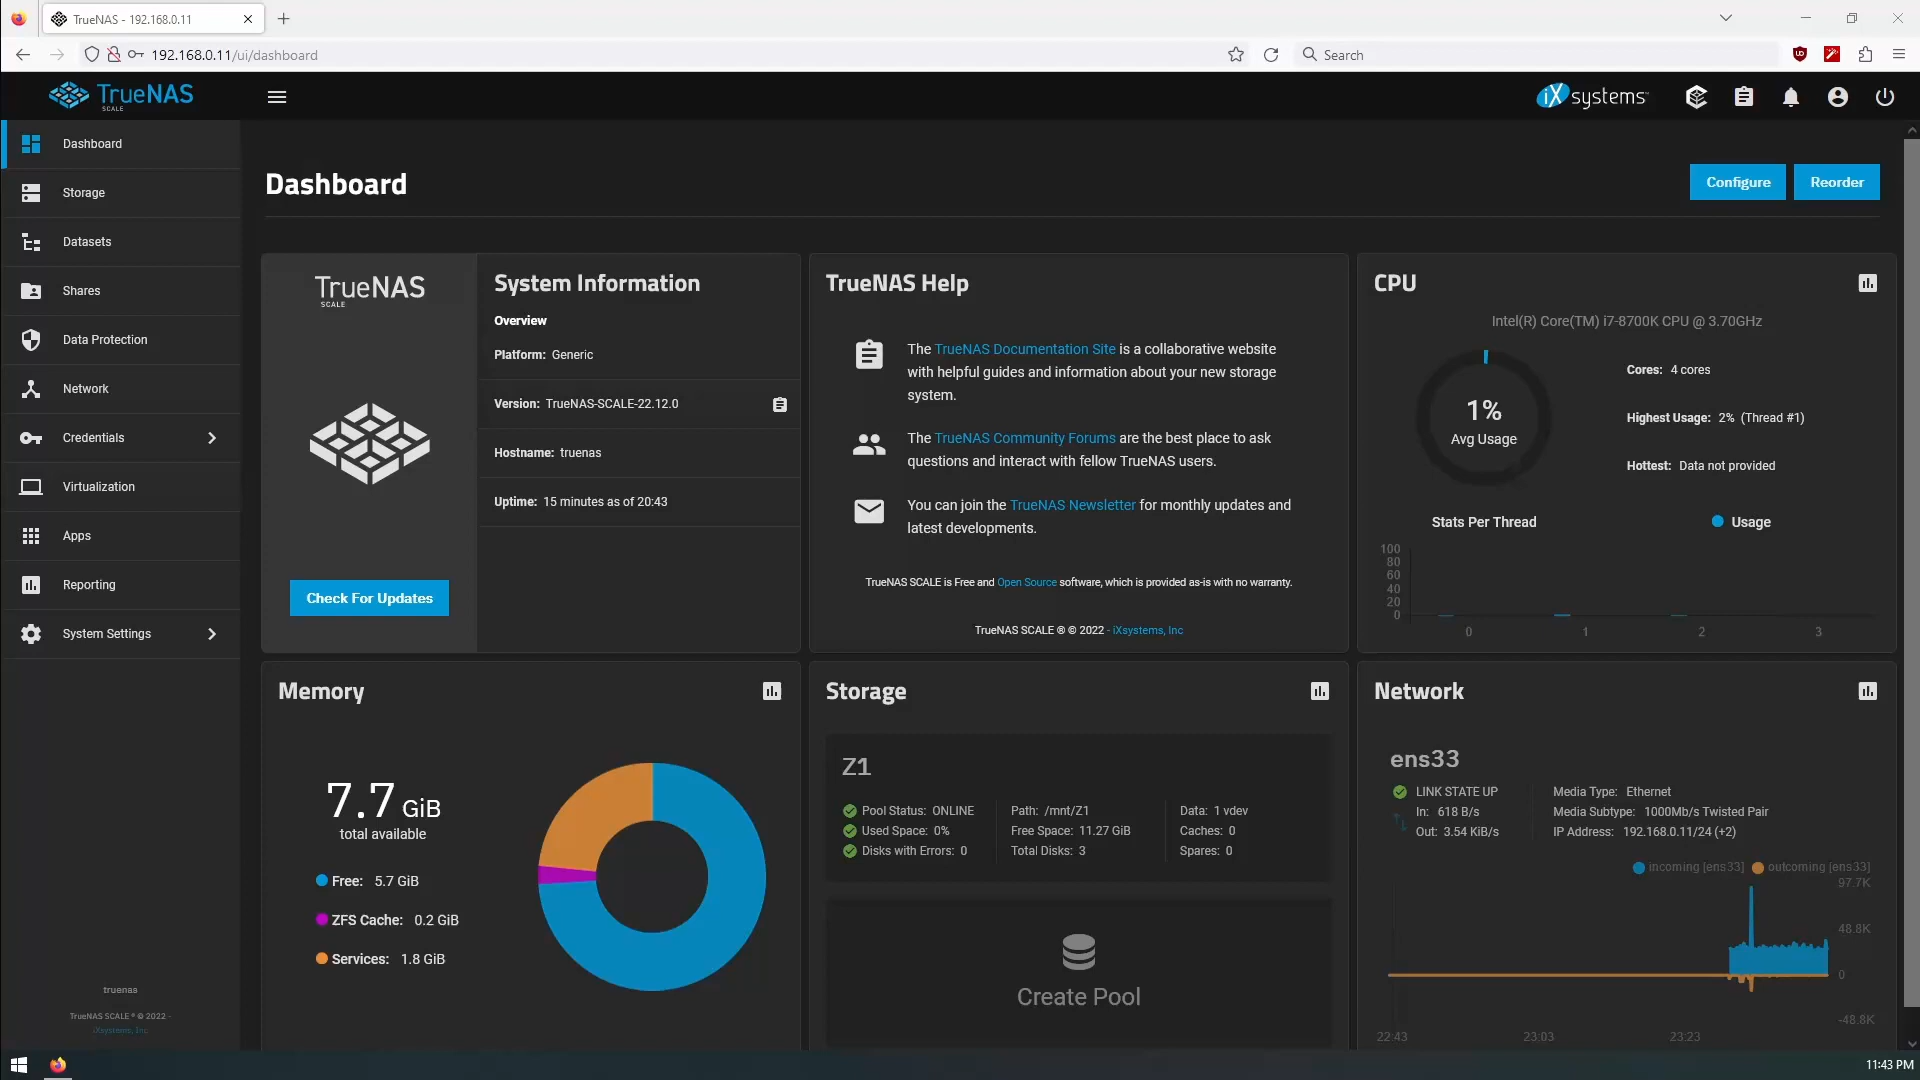 TrueNAS - 192.168.0.11
192.168.0.11/ui/dashboard
Search
TrueNAS
SCALE
iXsystems
Dashboard
Storage
Datasets
Shares
Data Protection
Network
Credentials
Virtualization
Apps
Reporting
System Settings
truenas
TrueNAS SCALE ® © 2022 -
iXsystems, Inc
Dashboard
Configure
Reorder
TrueNAS
SCALE
Check For Updates
System Information
Overview
Platform: Generic
Version: TrueNAS-SCALE-22.12.0
Hostname: truenas
Uptime: 15 minutes as of 20:43
TrueNAS Help
The TrueNAS Documentation Site is a collaborative website
with helpful guides and information about your new storage
system.
The TrueNAS Community Forums are the best place to ask
questions and interact with fellow TrueNAS users.
You can join the TrueNAS Newsletter for monthly updates and
latest developments.
TrueNAS SCALE is Free and Open Source software, which is provided as-is with no warranty.
TrueNAS SCALE ® © 2022 - iXsystems, Inc
CPU
Intel(R) Core(TM) i7-8700K CPU @ 3.70GHz
1%
Avg Usage
Cores: 4 cores
Highest Usage: 2% (Thread #1)
Hottest: Data not provided
Stats Per Thread
Usage
100
80
60
40
20
0
0 1 2 3
Memory
7.7 GiB
total available
Free: 5.7 GiB
ZFS Cache: 0.2 GiB
Services: 1.8 GiB
Storage
Z1
Pool Status: ONLINE
Used Space: 0%
Disks with Errors: 0
Path: /mnt/Z1
Free Space: 11.27 GiB
Total Disks: 3
Data: 1 vdev
Caches: 0
Spares: 0
Create Pool
Network
ens33
LINK STATE UP
In: 618 B/s
Out: 3.54 KiB/s
Media Type: Ethernet
Media Subtype: 1000Mb/s Twisted Pair
IP Address: 192.168.0.11/24 (+2)
incoming [ens33] outcoming [ens33]
97.7K
48.8K
0
-48.8K
22:43 23:03 23:23
11:43 PM